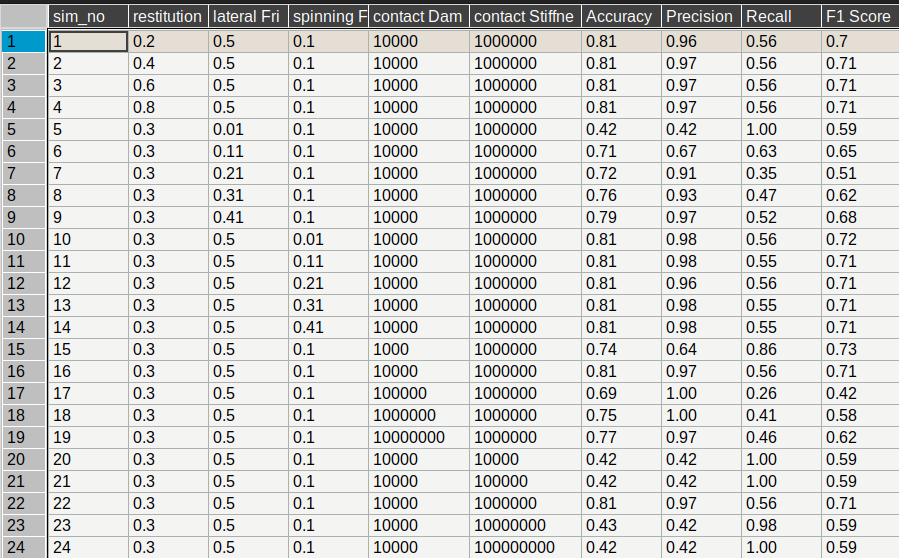 sim_no restitution lateral Fri spinning F contact Dam contact Stiffne Accuracy Precision Recall F1 Score
1 1 0.2 0.5 0.1 10000 1000000 0.81 0.96 0.56 0.7
2 2 0.4 0.5 0.1 10000 1000000 0.81 0.97 0.56 0.71
3 3 0.6 0.5 0.1 10000 1000000 0.81 0.97 0.56 0.71
4 4 0.8 0.5 0.1 10000 1000000 0.81 0.97 0.56 0.71
5 5 0.3 0.01 0.1 10000 1000000 0.42 0.42 1.00 0.59
6 6 0.3 0.11 0.1 10000 1000000 0.71 0.67 0.63 0.65
7 7 0.3 0.21 0.1 10000 1000000 0.72 0.91 0.35 0.51
8 8 0.3 0.31 0.1 10000 1000000 0.76 0.93 0.47 0.62
9 9 0.3 0.41 0.1 10000 1000000 0.79 0.97 0.52 0.68
10 10 0.3 0.5 0.01 10000 1000000 0.81 0.98 0.56 0.72
11 11 0.3 0.5 0.11 10000 1000000 0.81 0.98 0.55 0.71
12 12 0.3 0.5 0.21 10000 1000000 0.81 0.96 0.56 0.71
13 13 0.3 0.5 0.31 10000 1000000 0.81 0.98 0.55 0.71
14 14 0.3 0.5 0.41 10000 1000000 0.81 0.98 0.55 0.71
15 15 0.3 0.5 0.1 1000 1000000 0.74 0.64 0.86 0.73
16 16 0.3 0.5 0.1 10000 1000000 0.81 0.97 0.56 0.71
17 17 0.3 0.5 0.1 100000 1000000 0.69 1.00 0.26 0.42
18 18 0.3 0.5 0.1 1000000 1000000 0.75 1.00 0.41 0.58
19 19 0.3 0.5 0.1 10000000 1000000 0.77 0.97 0.46 0.62
20 20 0.3 0.5 0.1 10000 10000 0.42 0.42 1.00 0.59
21 21 0.3 0.5 0.1 10000 100000 0.42 0.42 1.00 0.59
22 22 0.3 0.5 0.1 10000 1000000 0.81 0.97 0.56 0.71
23 23 0.3 0.5 0.1 10000 10000000 0.43 0.42 0.98 0.59
24 24 0.3 0.5 0.1 10000 100000000 0.42 0.42 1.00 0.59